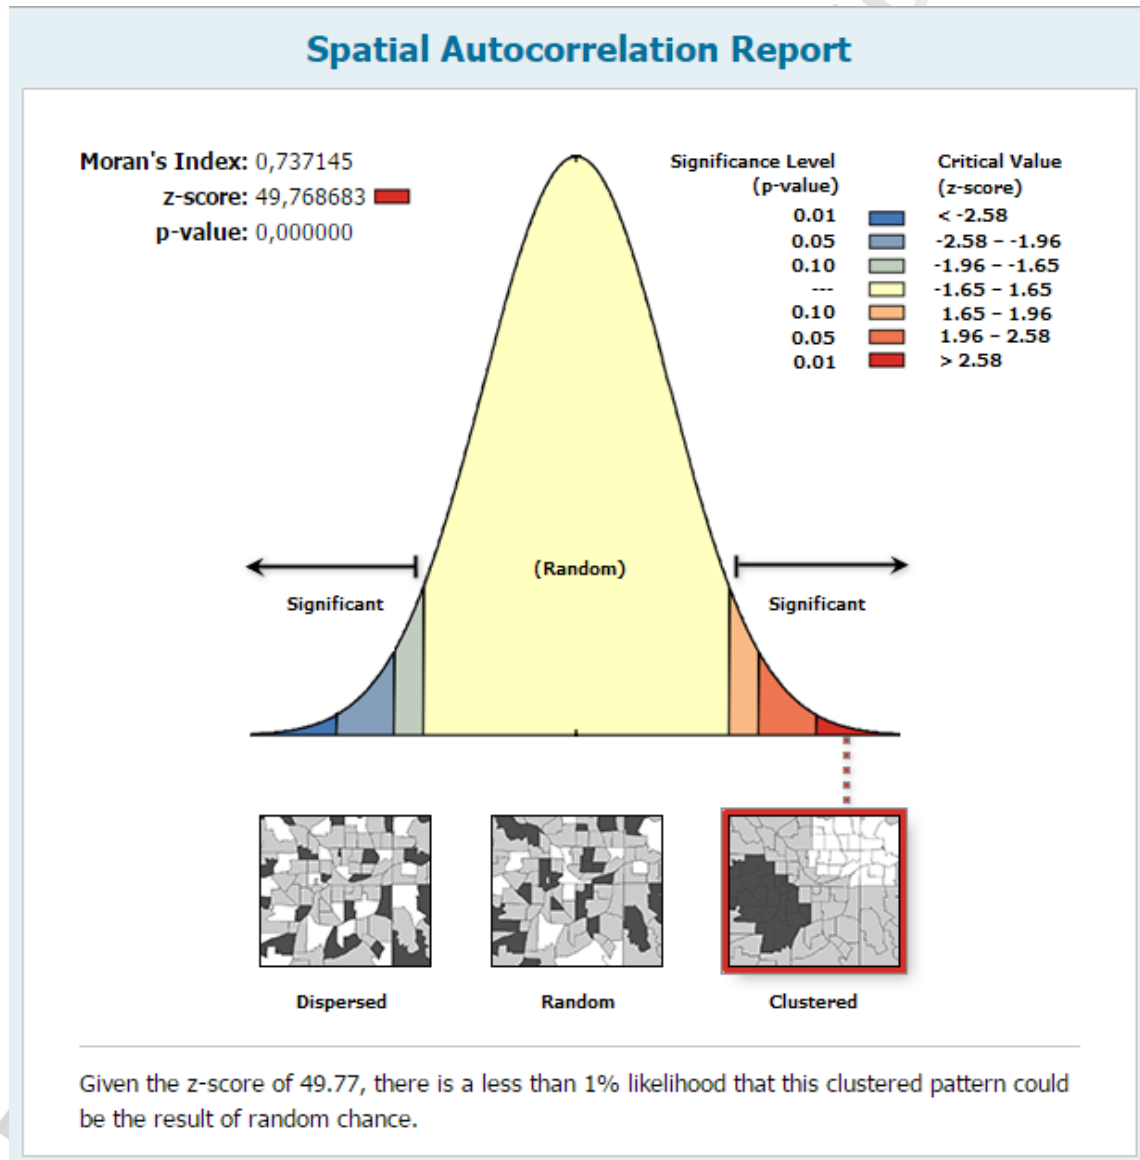 Spatial Autocorrelation Report
Moran's Index: 0,737145
z-score: 49,768683
p-value: 0,000000
Significance Level
(p-value)
Critical Value
(z-score)
0.01 < -2.58
0.05 -2.58 – -1.96
0.10 -1.96 – -1.65
--- -1.65 – 1.65
0.10 1.65 – 1.96
0.05 1.96 – 2.58
0.01 > 2.58
(Random)
Significant Significant
Dispersed Random Clustered
Given the z-score of 49.77, there is a less than 1% likelihood that this clustered pattern could
be the result of random chance.